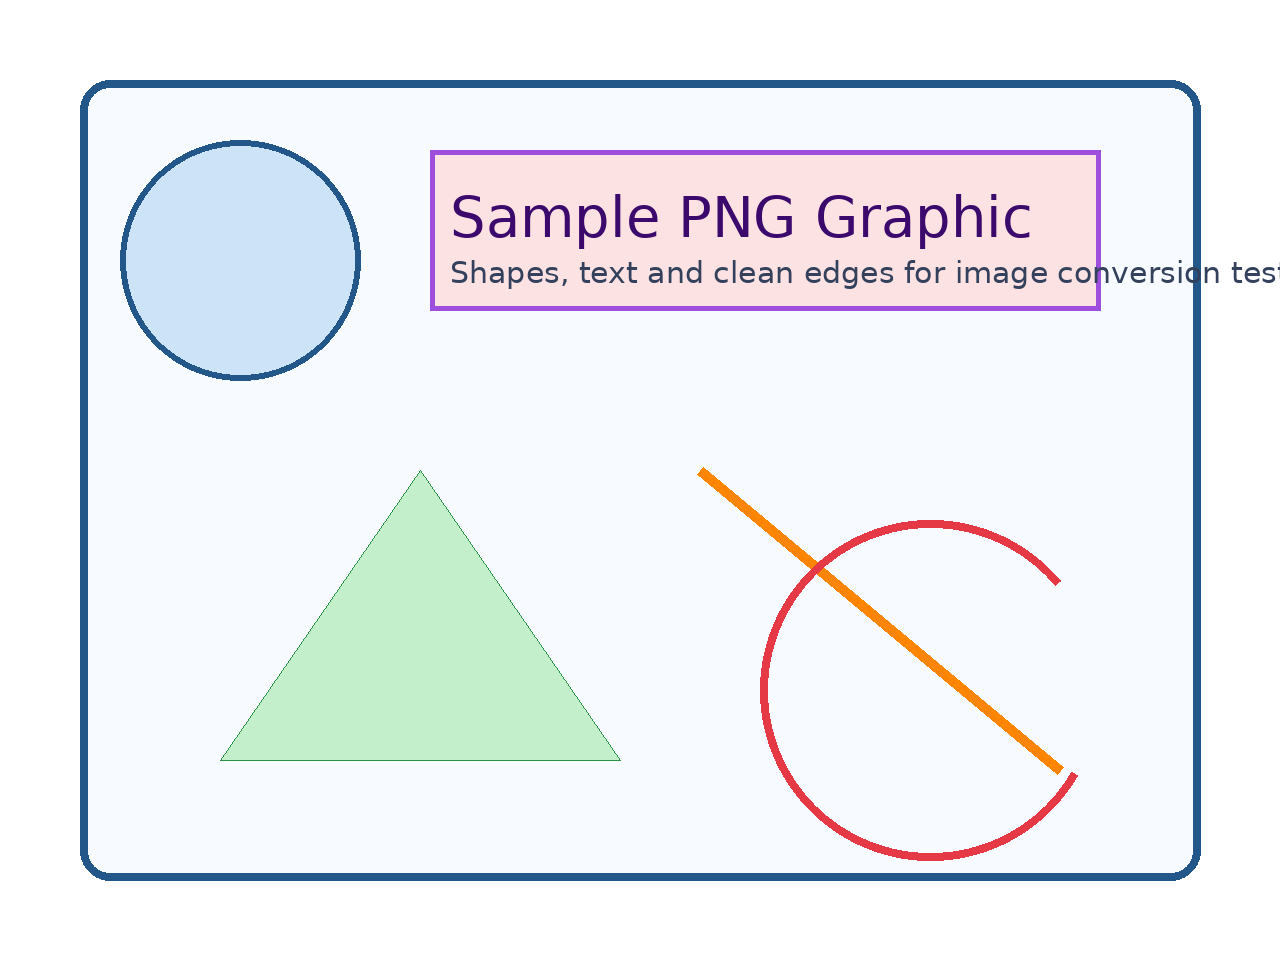 Sample PNG Graphic
Shapes, text and clean edges for image conversion